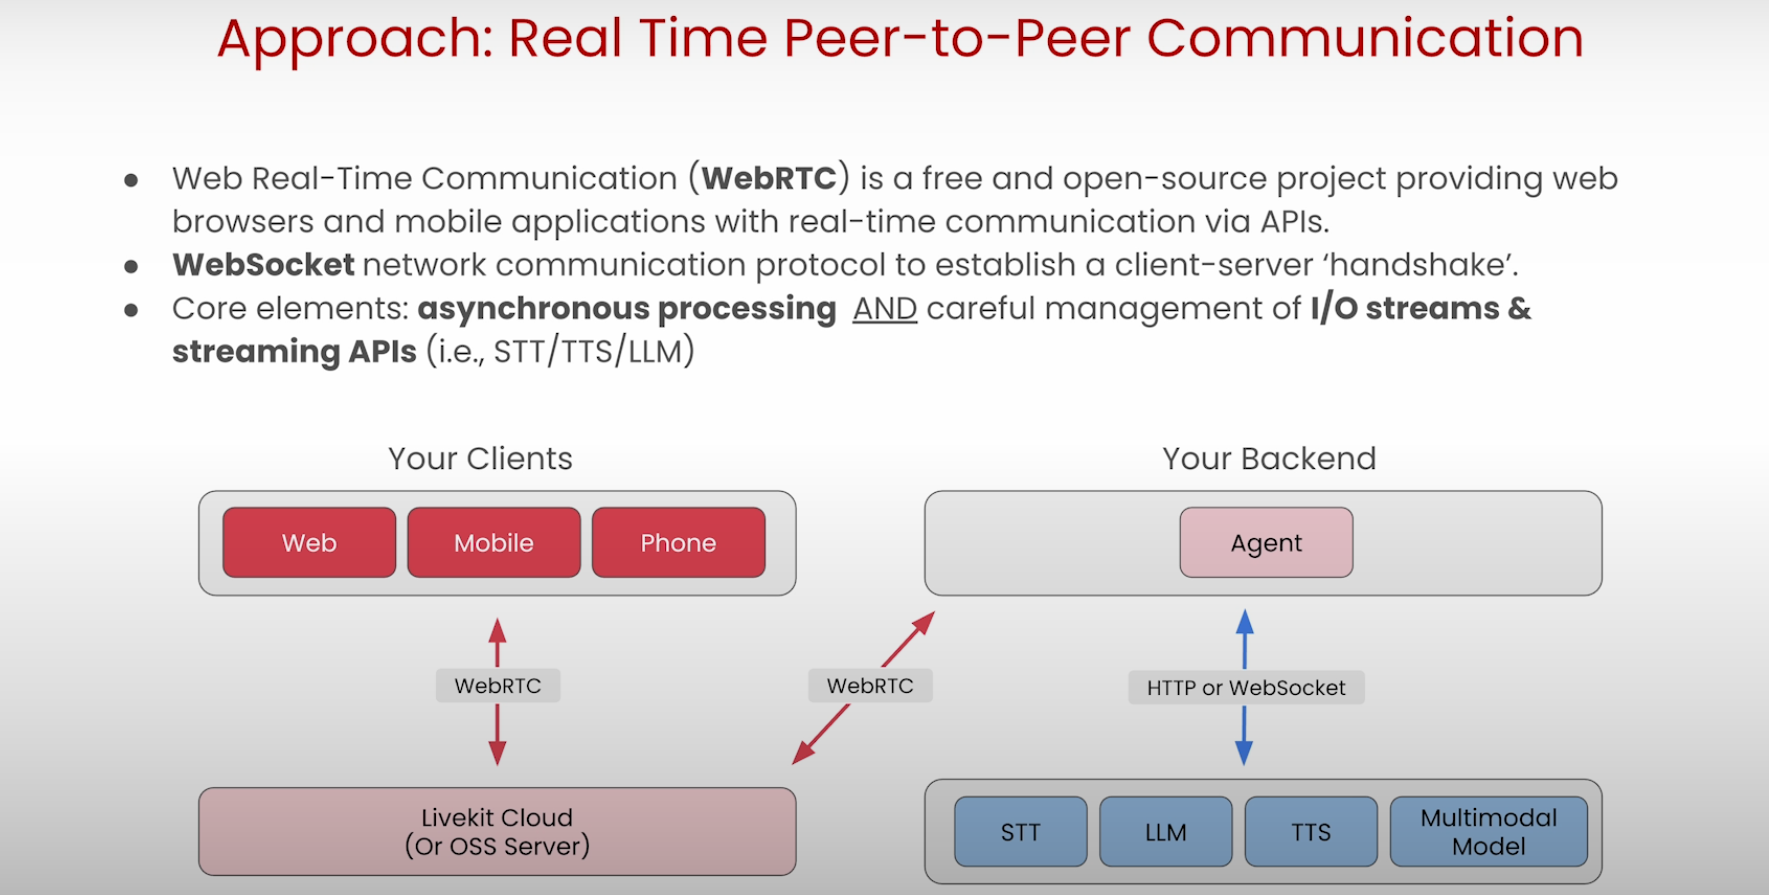 Approach: Real Time Peer-to-Peer Communication
● Web Real-Time Communication (WebRTC) is a free and open-source project providing web
browsers and mobile applications with real-time communication via APIs.
● WebSocket network communication protocol to establish a client-server ‘handshake’.
● Core elements: asynchronous processing AND careful management of I/O streams &
streaming APIs (i.e., STT/TTS/LLM)
Your Clients
Web
Mobile
Phone
WebRTC
Livekit Cloud
(Or OSS Server)
WebRTC
Your Backend
Agent
HTTP or WebSocket
STT
LLM
TTS
Multimodal
Model